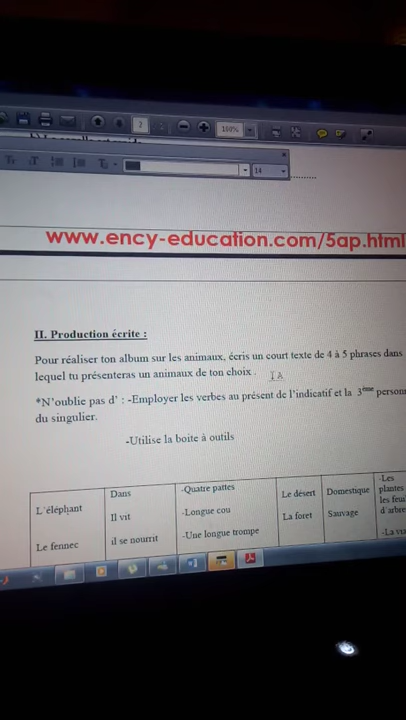 2
100%
14
www.ency-education.com/5ap.html
II. Production écrite :
Pour réaliser ton album sur les animaux, écris un court texte de 4 à 5 phrases dans
lequel tu présenteras un animaux de ton choix .
*N'oublie pas d' : -Employer les verbes au présent de l'indicatif et la 3ème person
du singulier.
-Utilise la boite à outils
L'éléphant
Le fennec
Dans
Il vit
il se nourrit
-Quatre pattes
-Longue cou
-Une longue trompe
Le désert
La foret
Domestique
Sauvage
-Les
plantes
les feui
d'arbre
-La via